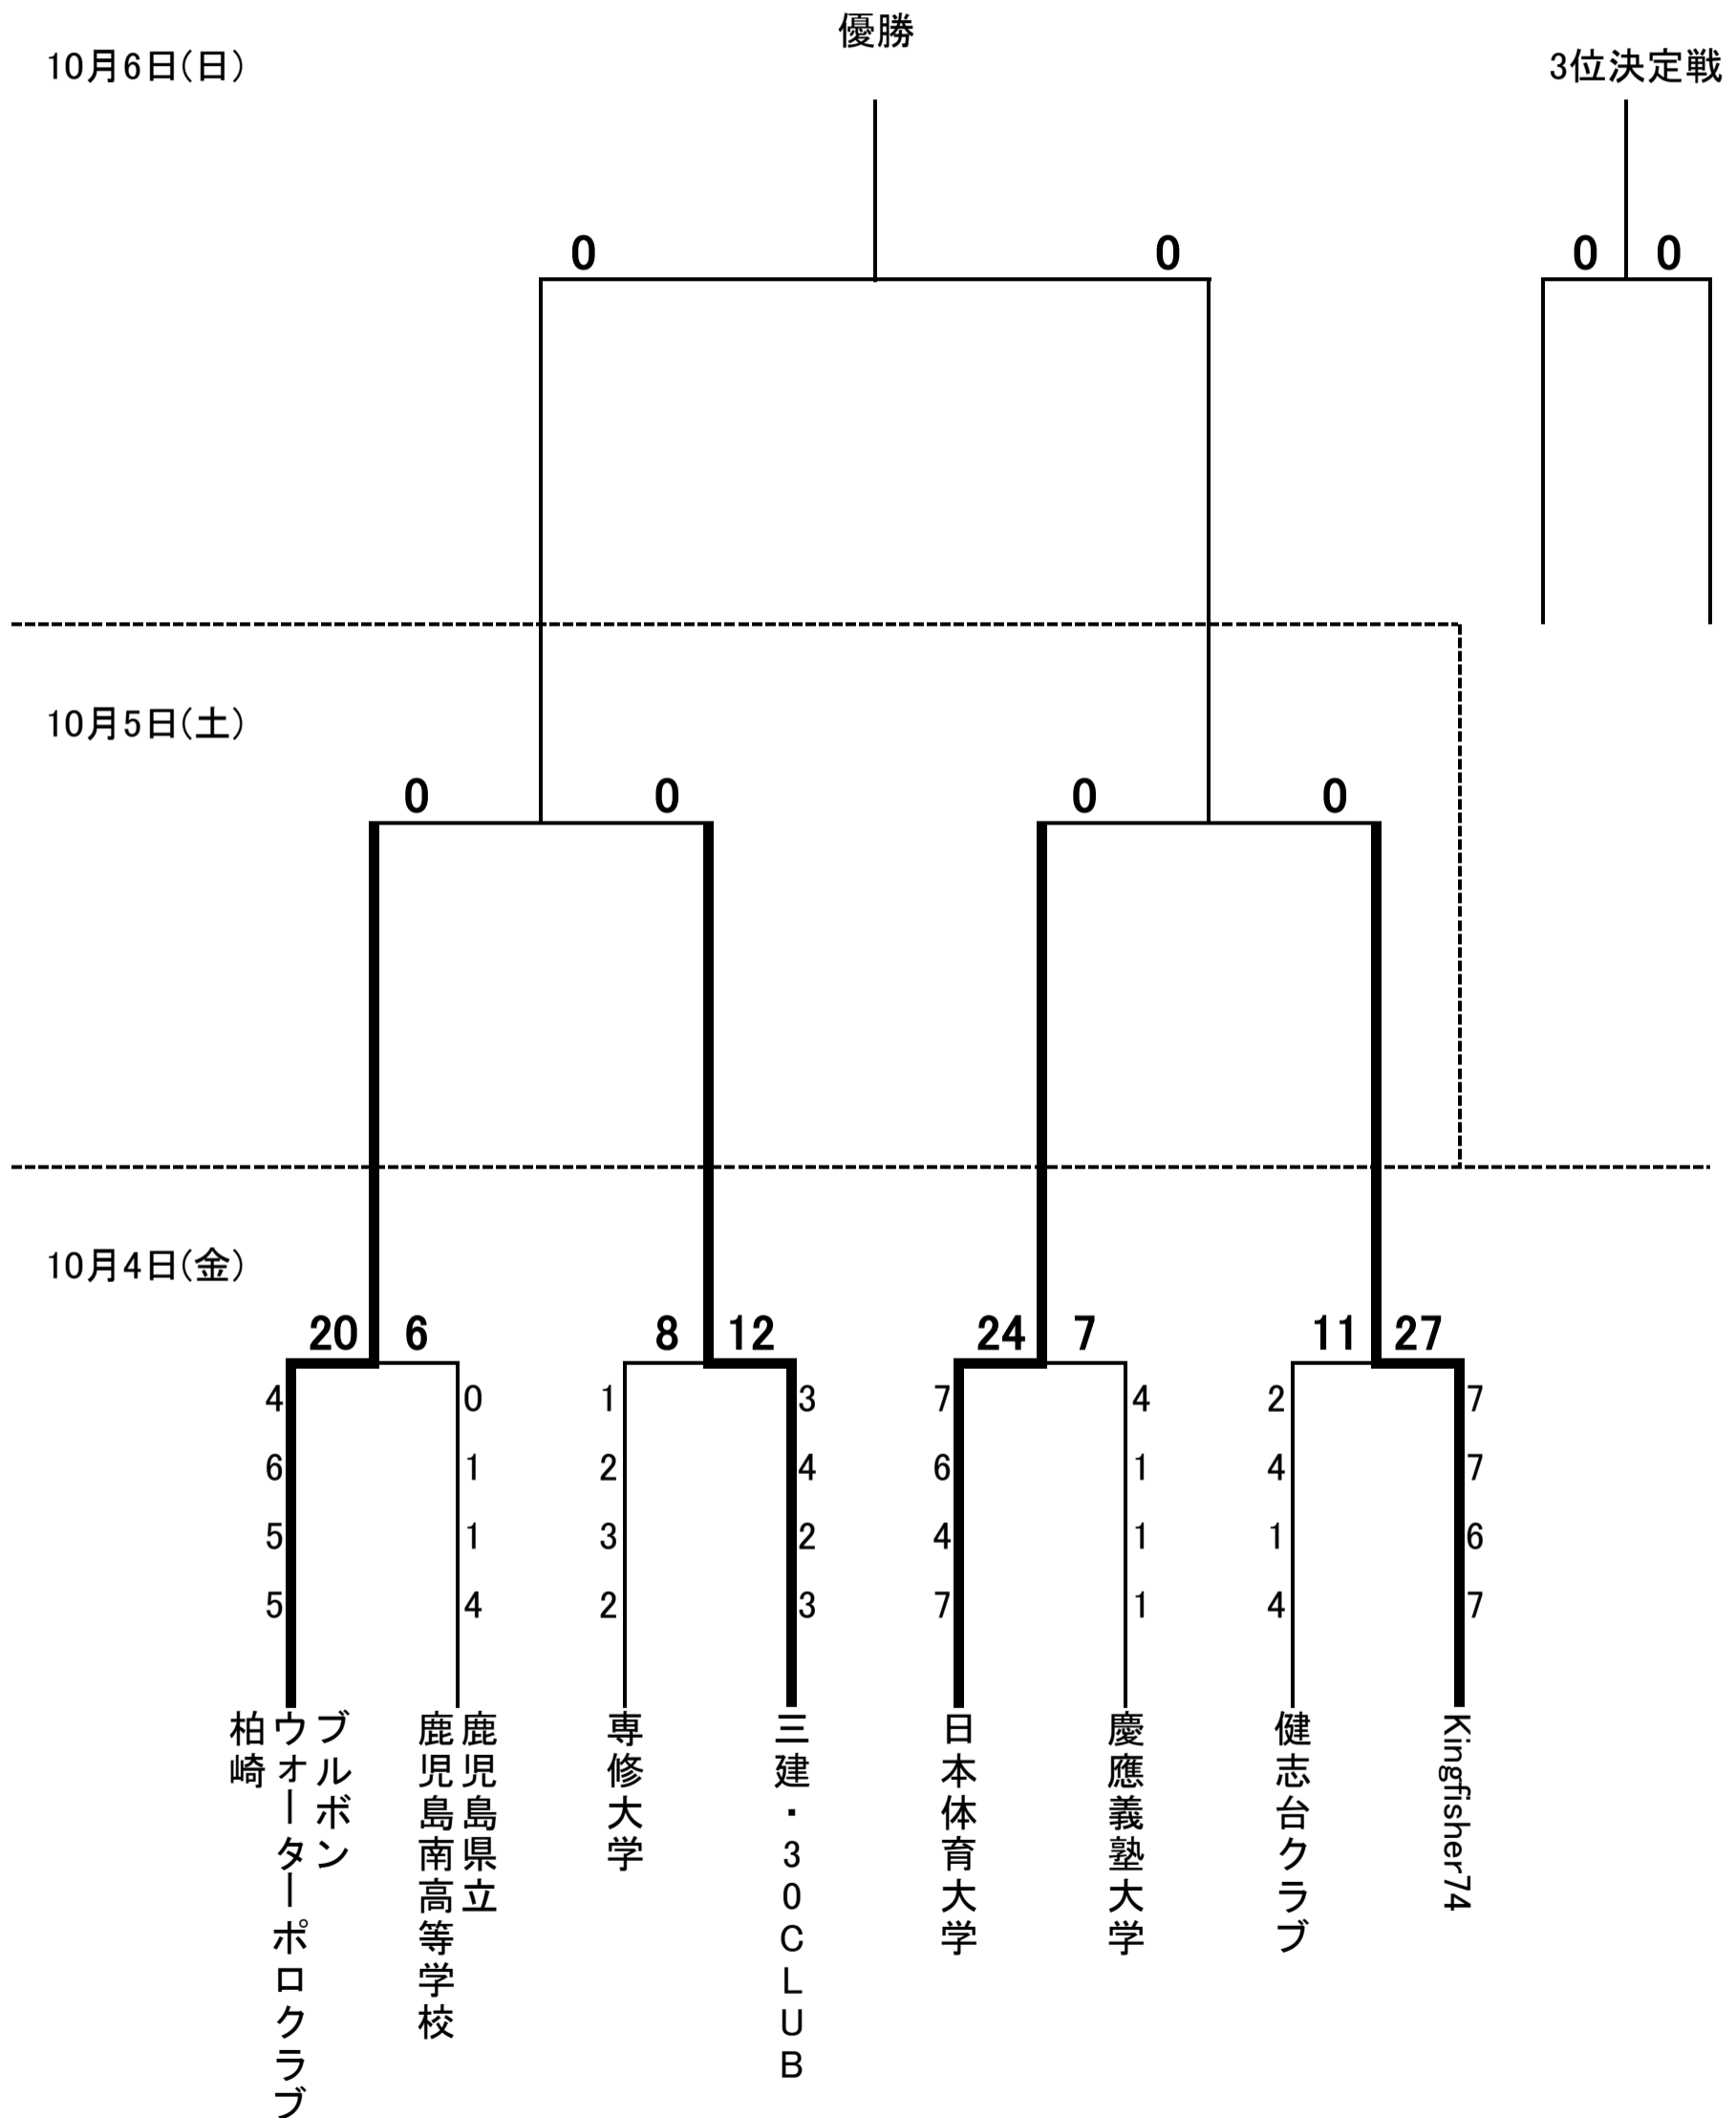 優勝
10月6日(日)
3位決定戦
0 0
0 0
10月5日(土)
0 0 0 0
10月4日(金)
20 6 8 12 24 7 11 27
4 0 1 3 7 4 2 7
6 1 2 4 6 1 4 7
5 1 3 2 4 1 1 6
5 4 2 3 7 1 4 7
ブルボン
ウォーターポロクラブ
柏崎
鹿児島県立
鹿児島南高等学校
専修大学
三建・30CLUB
日本体育大学
慶應義塾大学
健志台クラブ
Kingfisher74